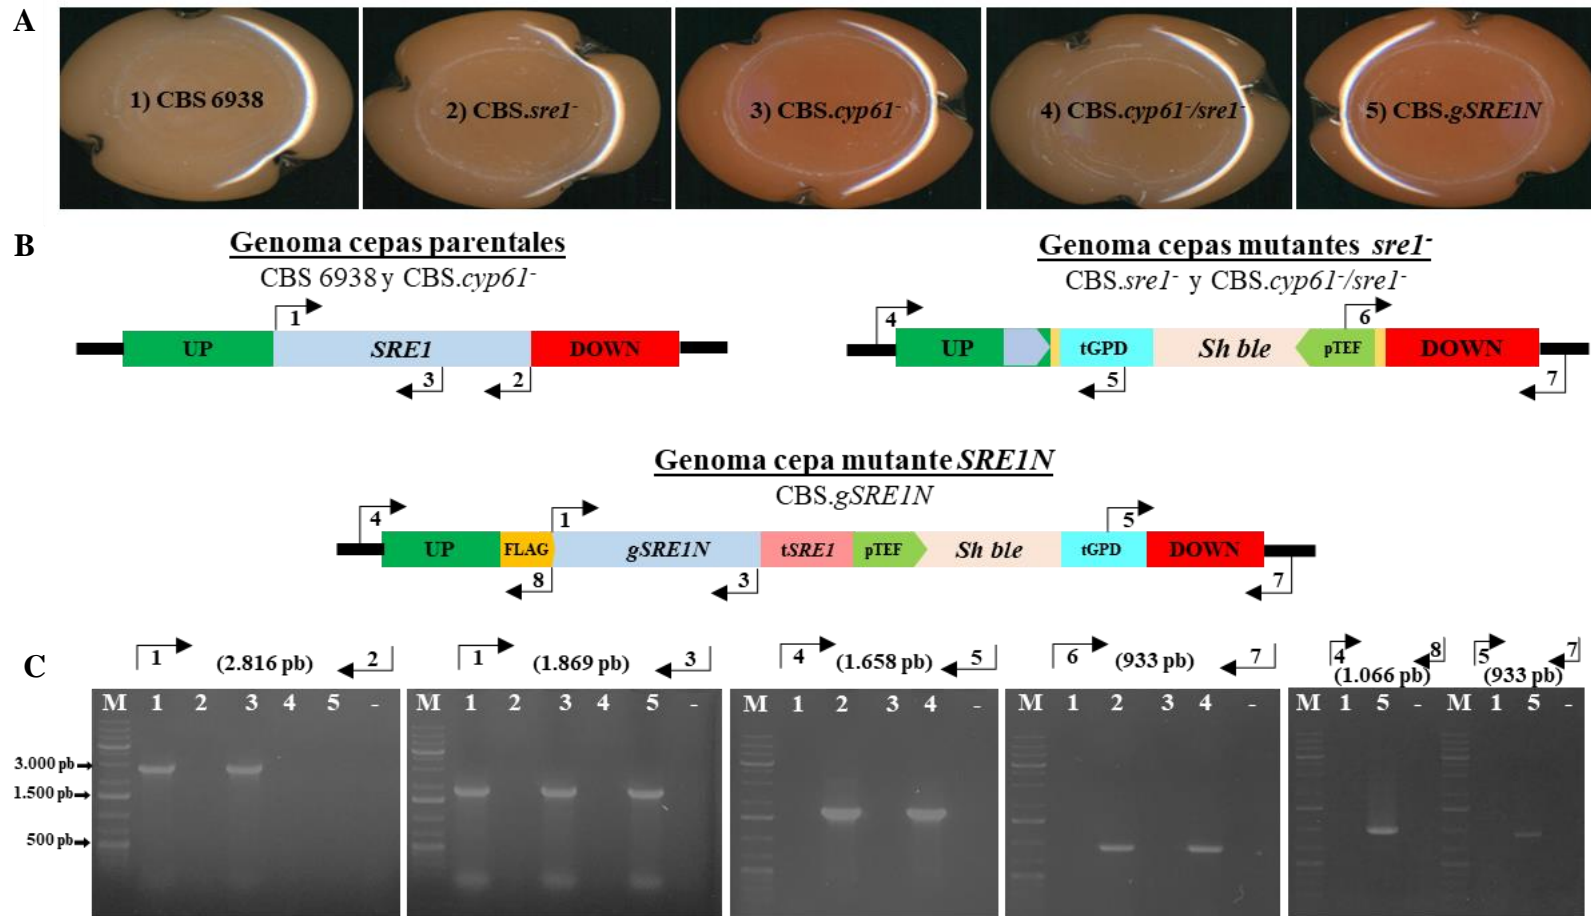 A
1) CBS 6938
2) CBS.sre1-
3) CBS.cyp61-
4) CBS.cyp61-/sre1-
5) CBS.gSRE1N
B
Genoma cepas parentales
CBS 6938 y CBS.cyp61-
1
UP SRE1 DOWN
3 2
Genoma cepas mutantes sre1-
CBS.sre1- y CBS.cyp61-/sre1-
4 6
UP tGPD Sh ble pTEF DOWN
5 7
Genoma cepa mutante SRE1N
CBS.gSRE1N
4 1 5
UP FLAG gSRE1N tSRE1 pTEF Sh ble tGPD DOWN
8 3 7
C
1 (2.816 pb) 2
1 (1.869 pb) 3
4 (1.658 pb) 5
6 (933 pb) 7
4 8
(1.066 pb)
5 7
(933 pb)
M 1 2 3 4 5 -
M 1 2 3 4 5 -
M 1 2 3 4 -
M 1 2 3 4 -
M 1 5 -
M 1 5 -
3.000 pb
1.500 pb
500 pb